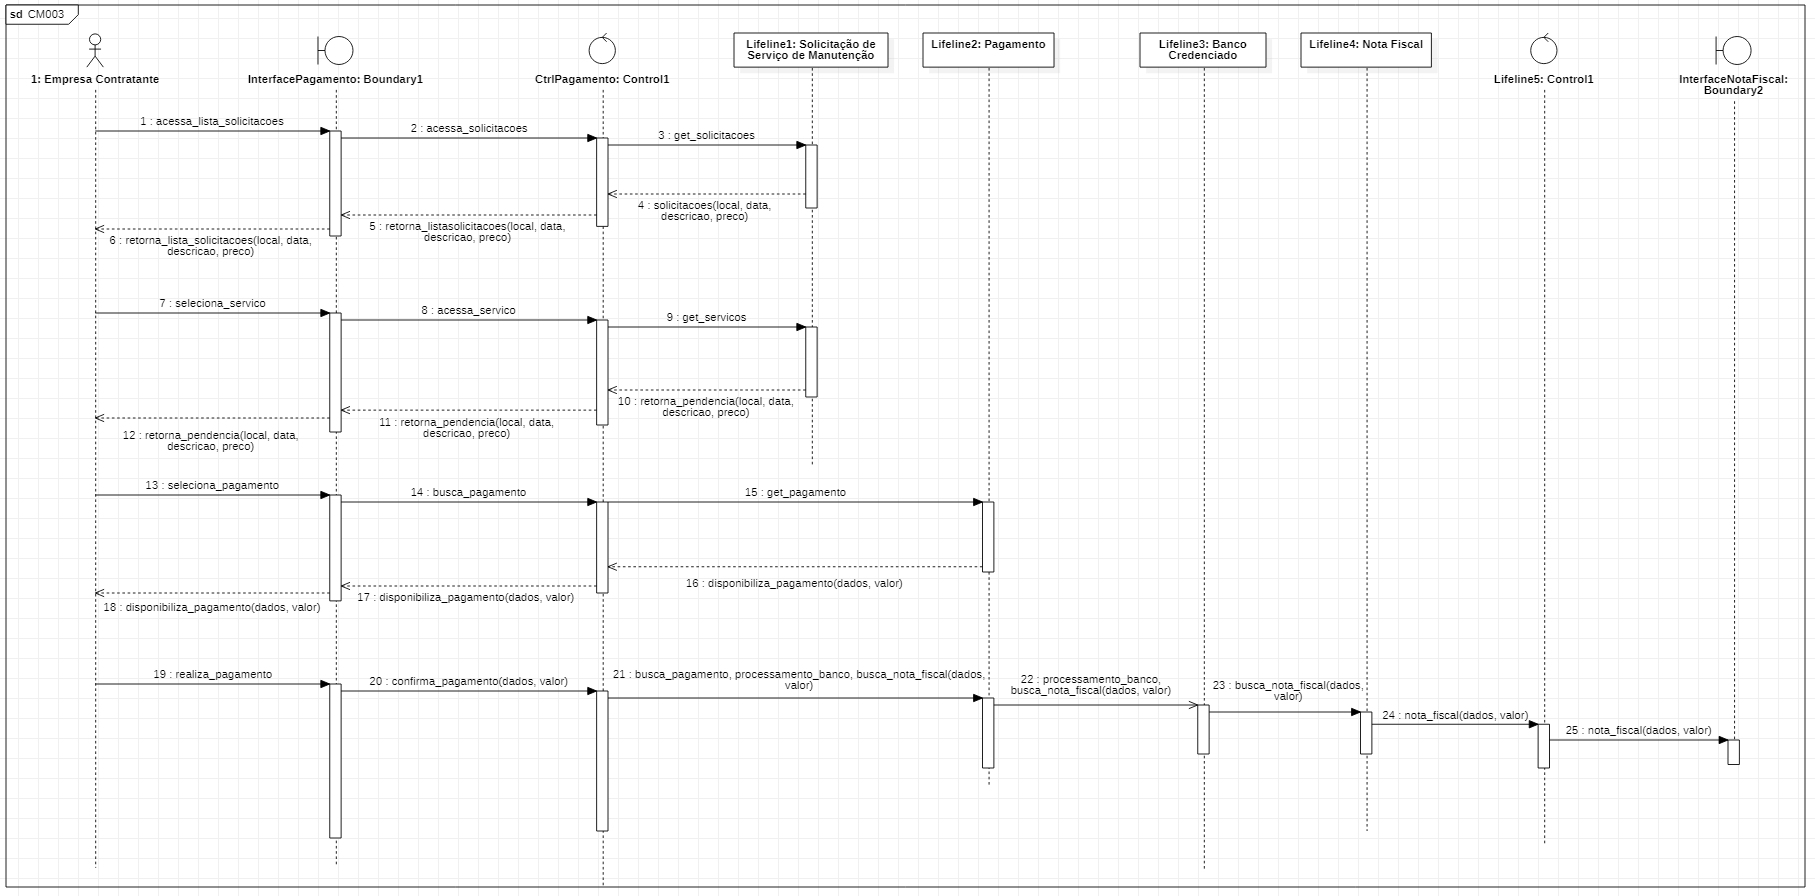 sd CM003
1: Empresa Contratante
InterfacePagamento: Boundary1
CtrlPagamento: Control1
Lifeline1: Solicitação de
Serviço de Manutenção
Lifeline2: Pagamento
Lifeline3: Banco
Credenciado
Lifeline4: Nota Fiscal
Lifeline5: Control1
InterfaceNotaFiscal:
Boundary2
1 : acessa_lista_solicitacoes
2 : acessa_solicitacoes
3 : get_solicitacoes
4 : solicitacoes(local, data,
descricao, preco)
5 : retorna_listasolicitacoes(local, data,
descricao, preco)
6 : retorna_lista_solicitacoes(local, data,
descricao, preco)
7 : seleciona_servico
8 : acessa_servico
9 : get_servicos
10 : retorna_pendencia(local, data,
descricao, preco)
11 : retorna_pendencia(local, data,
descricao, preco)
12 : retorna_pendencia(local, data,
descricao, preco)
13 : seleciona_pagamento
14 : busca_pagamento
15 : get_pagamento
16 : disponibiliza_pagamento(dados, valor)
17 : disponibiliza_pagamento(dados, valor)
18 : disponibiliza_pagamento(dados, valor)
19 : realiza_pagamento
20 : confirma_pagamento(dados, valor)
21 : busca_pagamento, processamento_banco, busca_nota_fiscal(dados,
valor)
22 : processamento_banco,
busca_nota_fiscal(dados, valor)
23 : busca_nota_fiscal(dados,
valor)
24 : nota_fiscal(dados, valor)
25 : nota_fiscal(dados, valor)